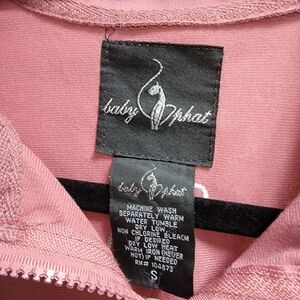 baby phat
baby phat
MACHINE WASH
SEPARATELY WARM
WATER TUMBLE
DRY LOW
NON CHLORINE BLEACH
IF DESIRED
DRY LOW HEAT
WARM IRON (NEVER
HOT) IF NEEDED
RN# 104873
S